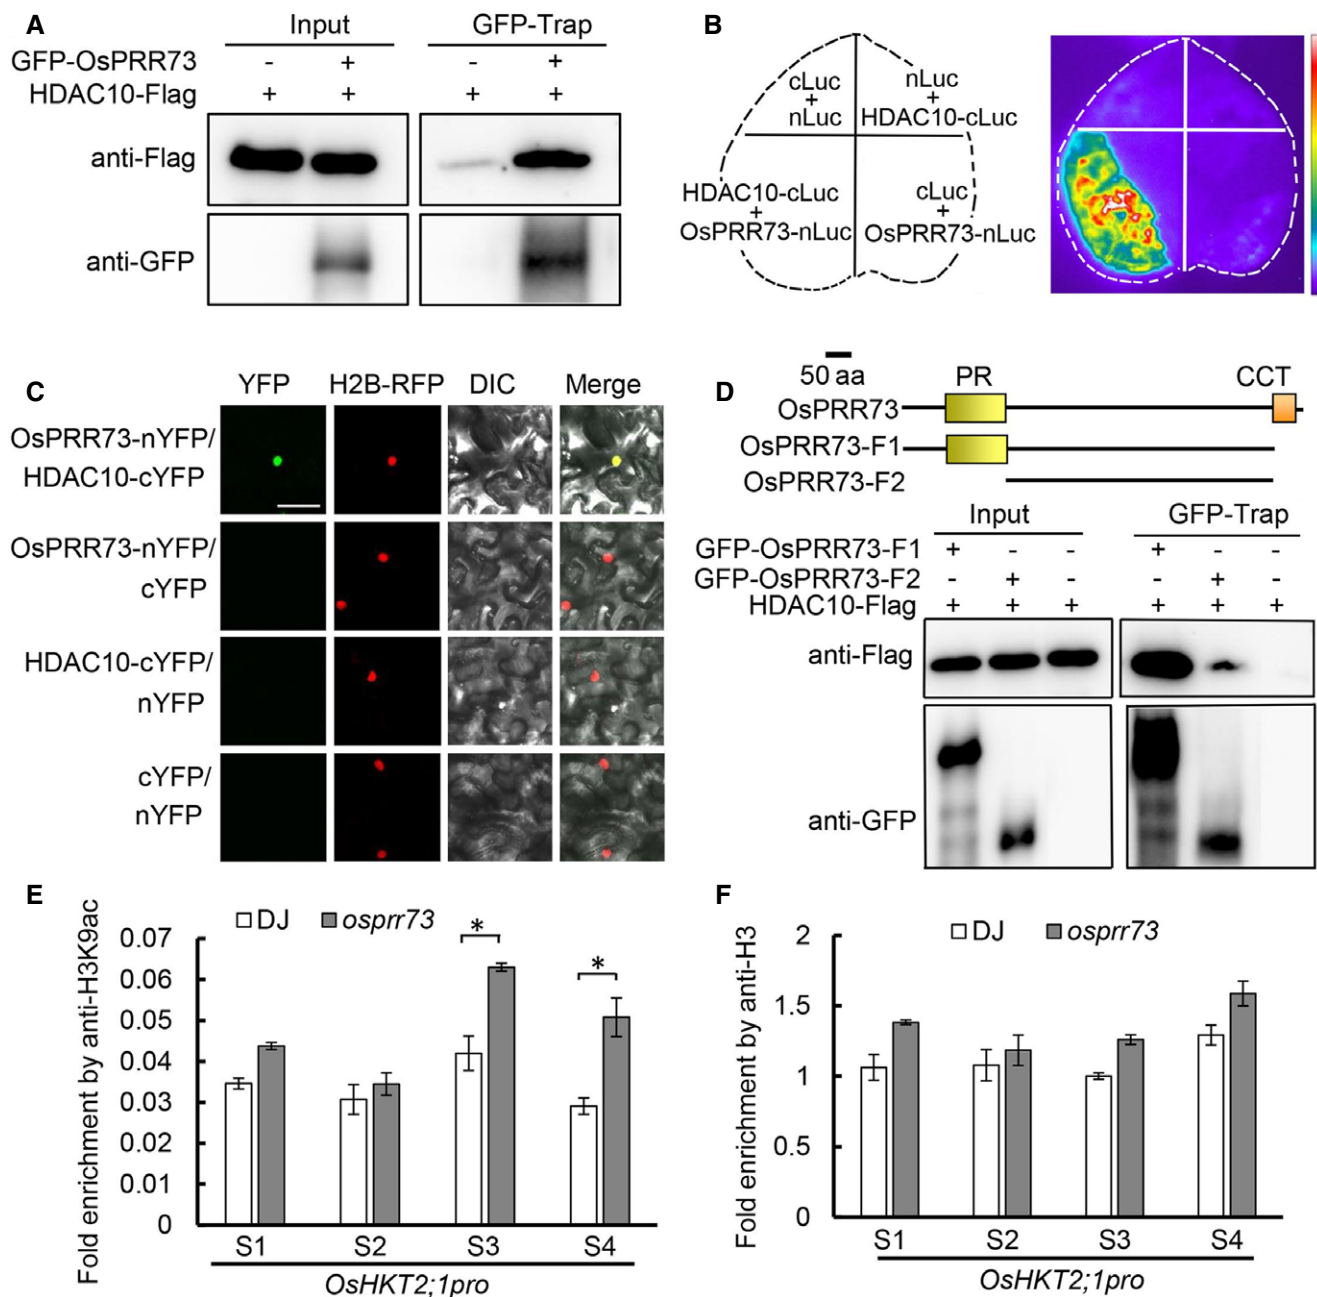 A
Input
GFP-Trap
GFP-OsPRR73
- + - +
HDAC10-Flag
+ + + +
anti-Flag
anti-GFP
B
cLuc
+
nLuc
nLuc
+
HDAC10-cLuc
HDAC10-cLuc
+
OsPRR73-nLuc
cLuc
+
OsPRR73-nLuc
C
YFP
H2B-RFP
DIC
Merge
OsPRR73-nYFP/
HDAC10-cYFP
OsPRR73-nYFP/
cYFP
HDAC10-cYFP/
nYFP
cYFP/
nYFP
D
50 aa
PR
CCT
OsPRR73
OsPRR73-F1
OsPRR73-F2
Input
GFP-Trap
GFP-OsPRR73-F1
+ - - + - -
GFP-OsPRR73-F2
- + - - + -
HDAC10-Flag
+ + + + + +
anti-Flag
anti-GFP
E
Fold enrichment by anti-H3K9ac
DJ
osprr73
0.07
0.06
0.05
0.04
0.03
0.02
0.01
0
*
*
S1
S2
S3
S4
OsHKT2;1pro
F
Fold enrichment by anti-H3
DJ
osprr73
2
1.5
1
0.5
0
S1
S2
S3
S4
OsHKT2;1pro